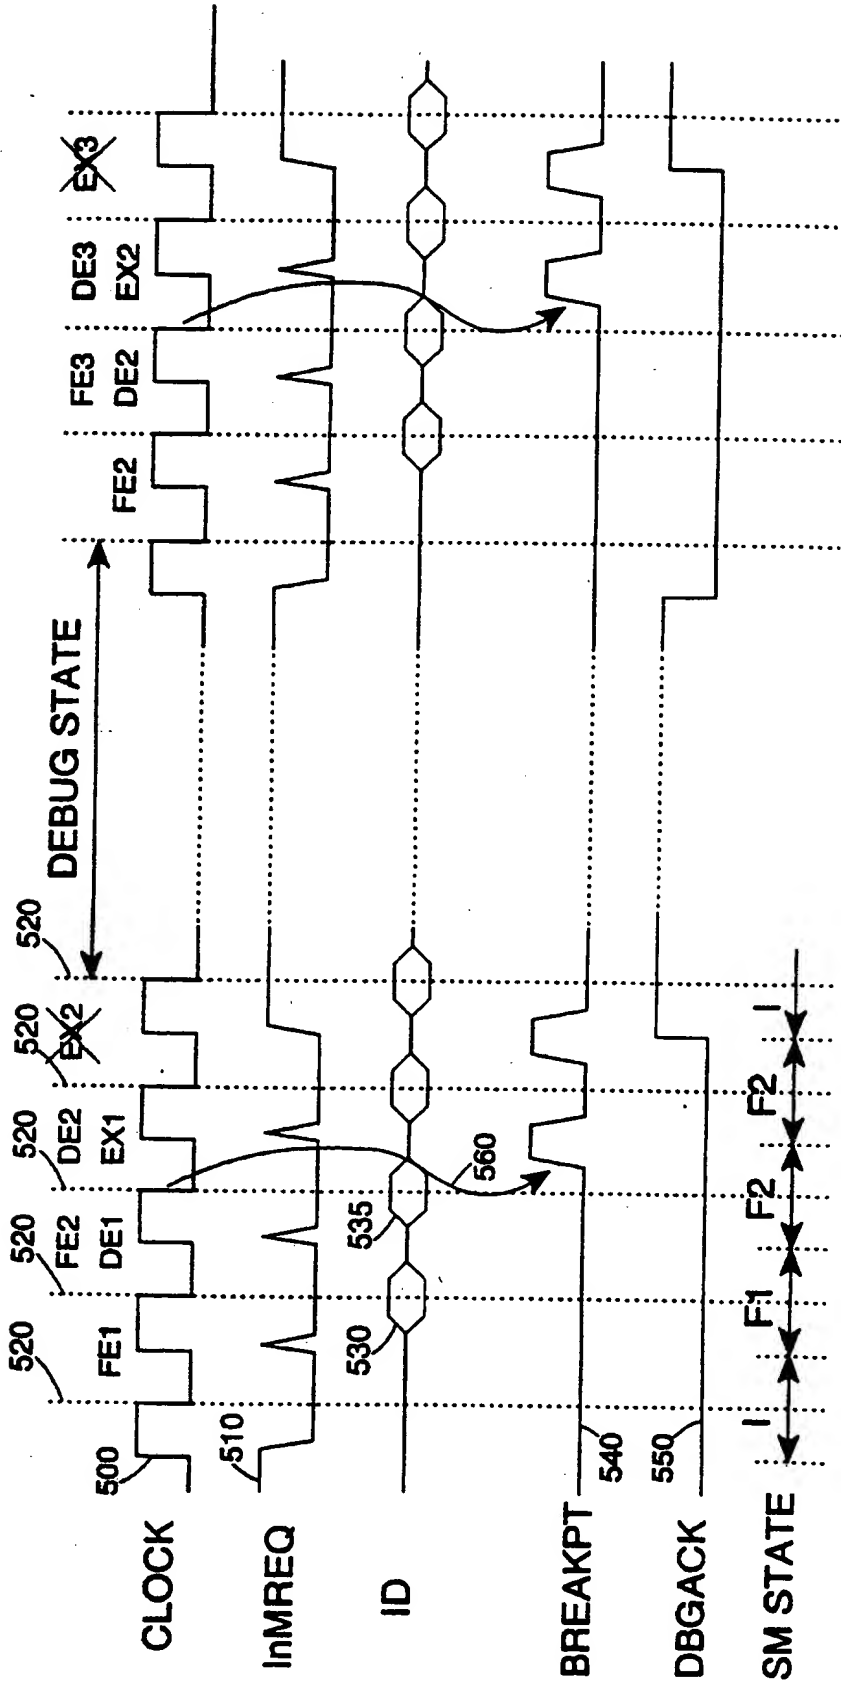 DEBUG STATE
520
520
520
520
520
FE1
FE2
DE1
DE2
EX1
EX2
FE2
FE3
DE2
DE3
EX2
EX3
CLOCK
500
InMREQ
510
ID
530
535
560
BREAKPT
540
DBGACK
550
SM STATE
I
F1
F2
F2
I